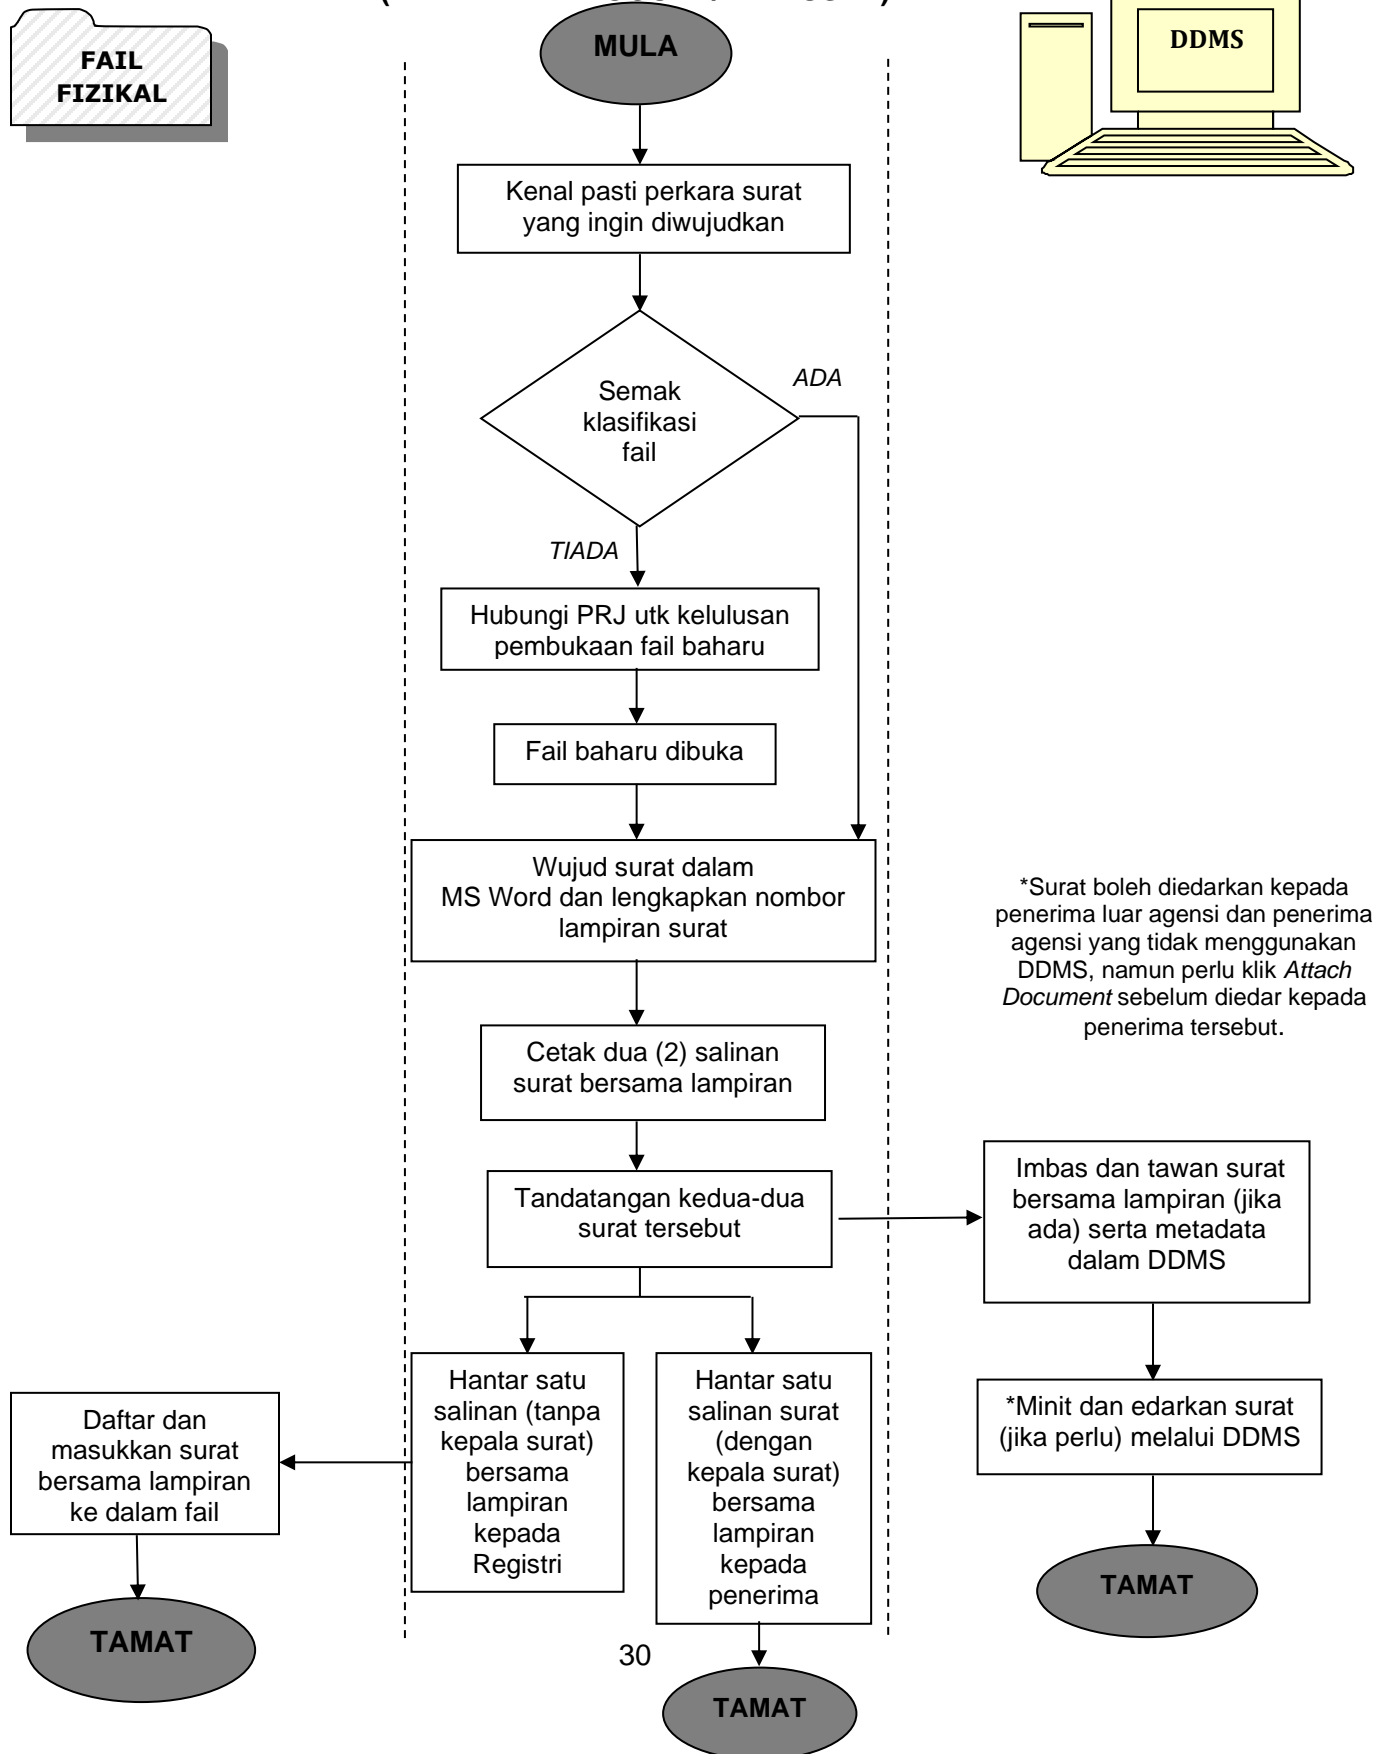 FAIL
FIZIKAL
MULA
DDMS
Kenal pasti perkara surat
yang ingin diwujudkan
Semak
klasifikasi
fail
ADA
TIADA
Hubungi PRJ utk kelulusan
pembukaan fail baharu
Fail baharu dibuka
Wujud surat dalam
MS Word dan lengkapkan nombor
lampiran surat
*Surat boleh diedarkan kepada
penerima luar agensi dan penerima
agensi yang tidak menggunakan
DDMS, namun perlu klik Attach
Document sebelum diedar kepada
penerima tersebut.
Cetak dua (2) salinan
surat bersama lampiran
Tandatangan kedua-dua
surat tersebut
Imbas dan tawan surat
bersama lampiran (jika
ada) serta metadata
dalam DDMS
Hantar satu
salinan (tanpa
kepala surat)
bersama
lampiran
kepada
Registri
Hantar satu
salinan surat
(dengan
kepala surat)
bersama
lampiran
kepada
penerima
*Minit dan edarkan surat
(jika perlu) melalui DDMS
Daftar dan
masukkan surat
bersama lampiran
ke dalam fail
TAMAT
TAMAT
30
TAMAT